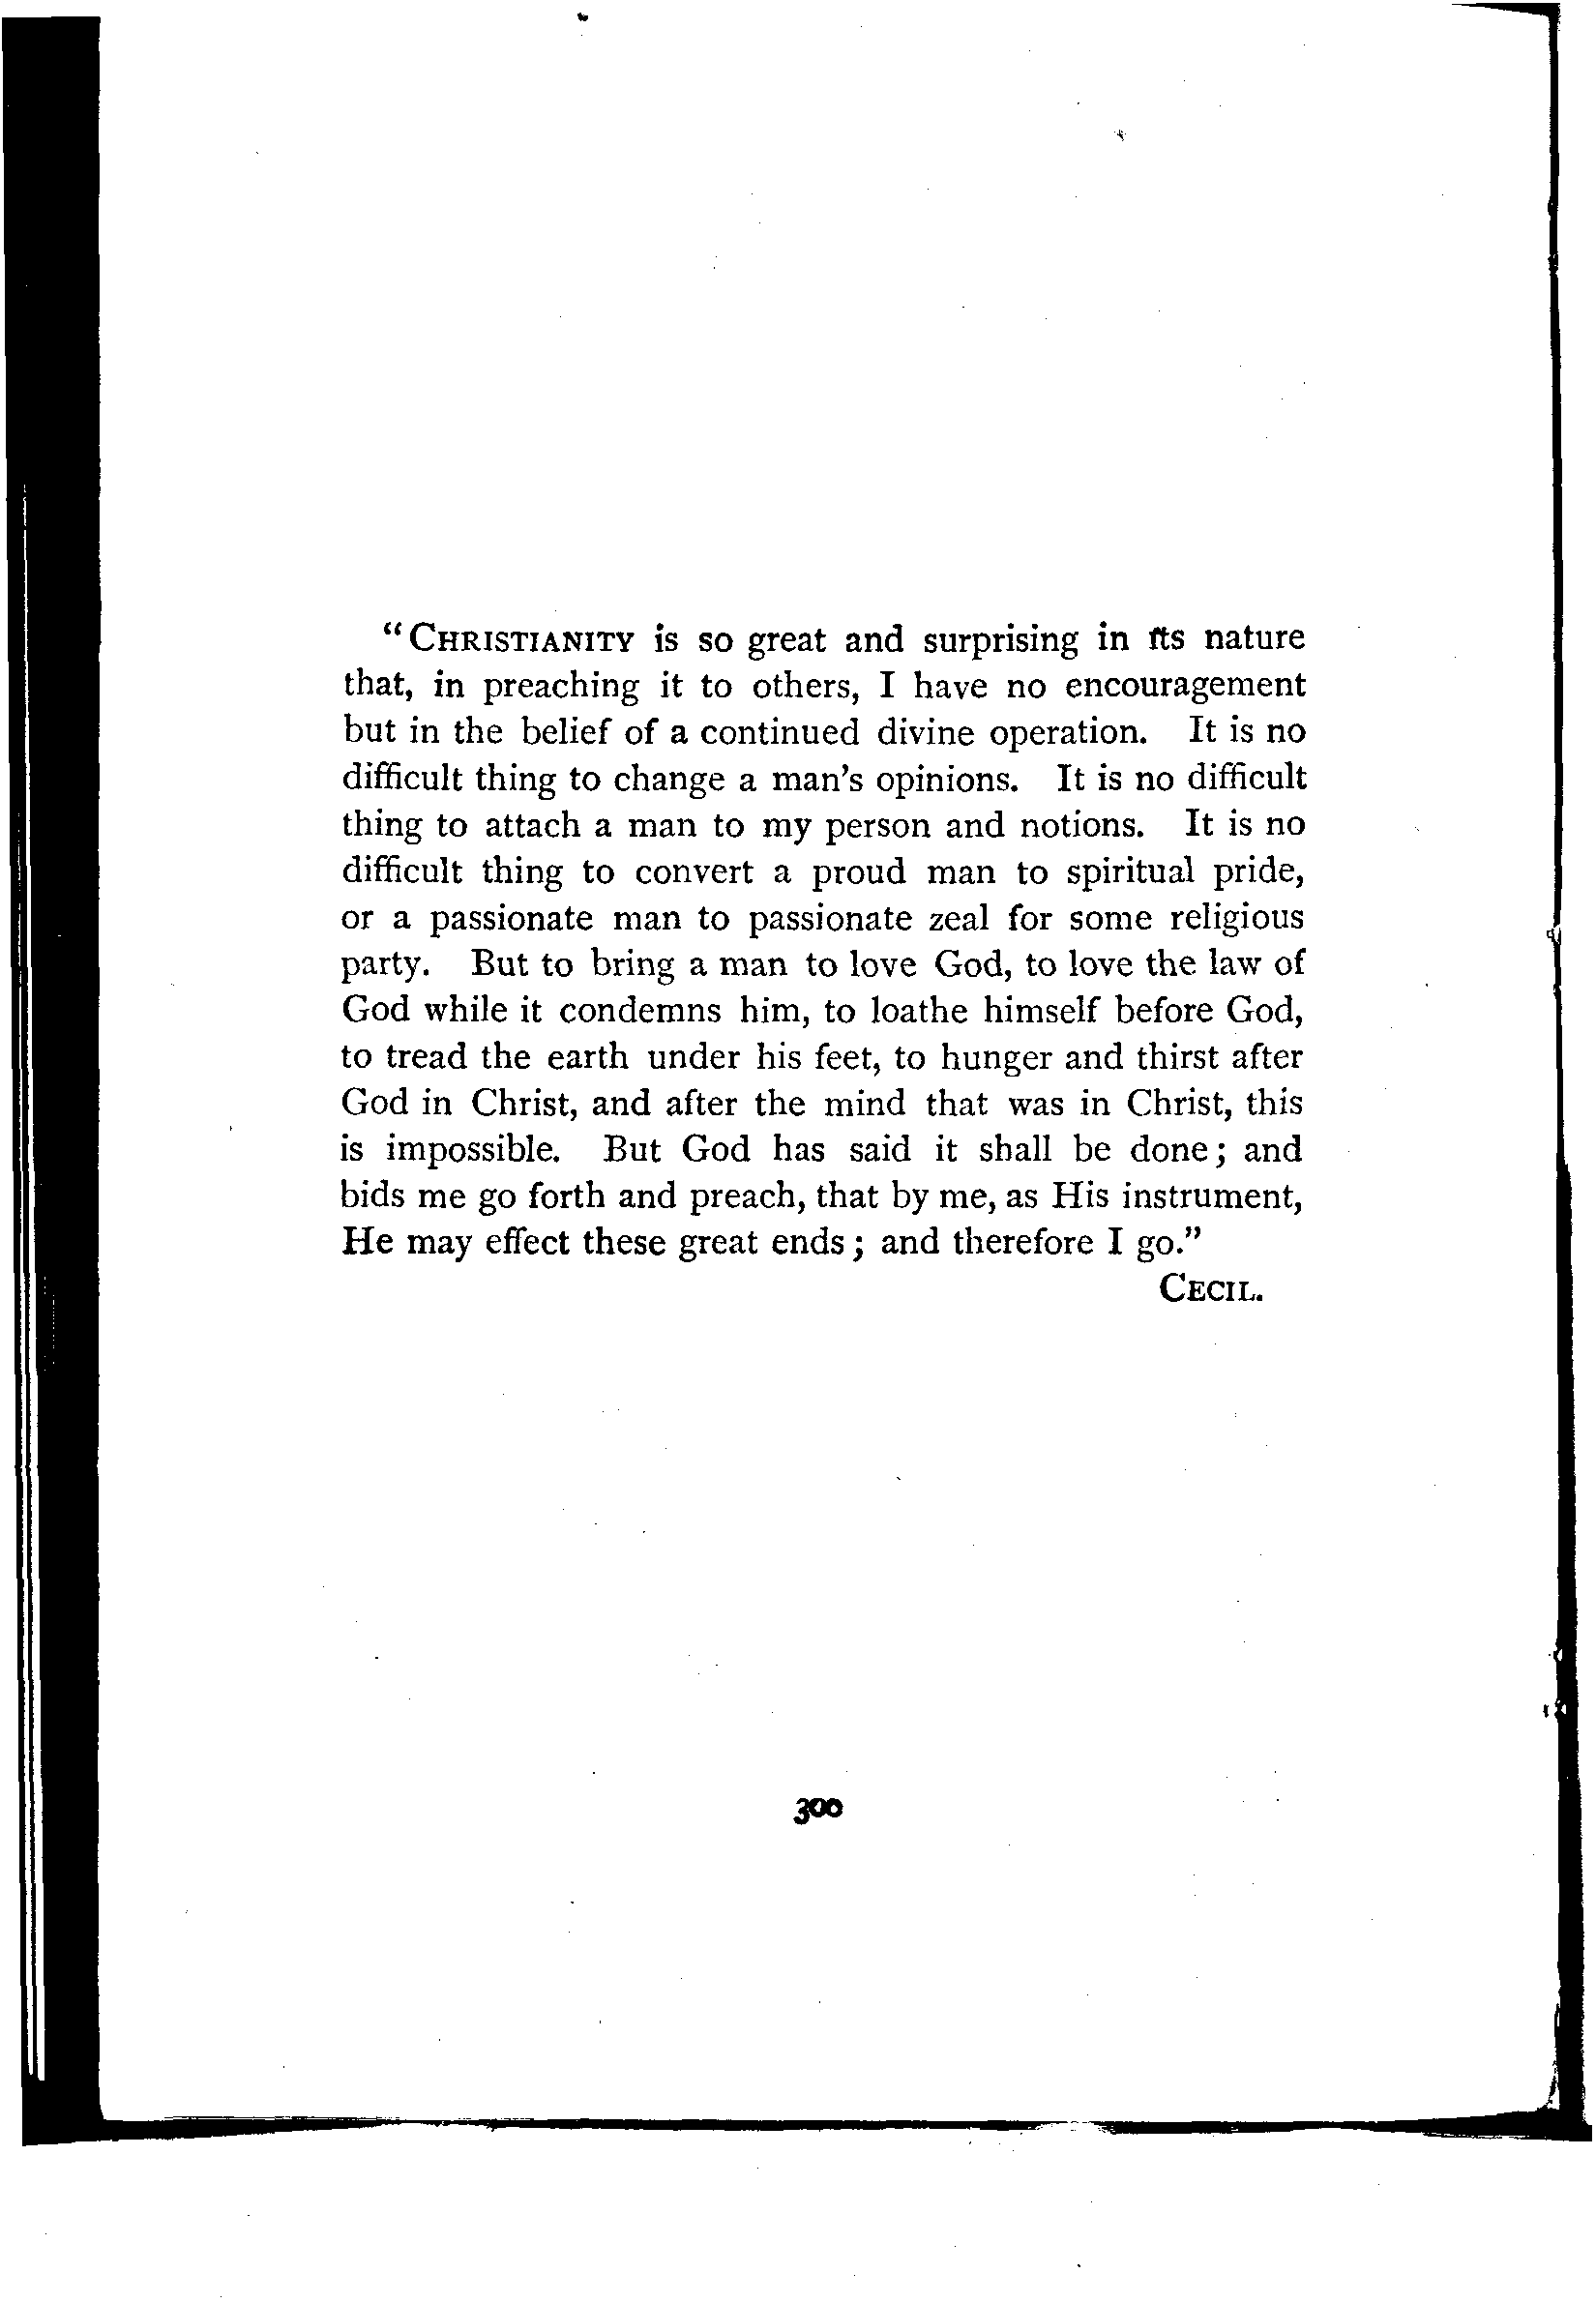 "CHRISTIANITY is so great and surprising in its nature
that, in preaching it to others, I have no encouragement
but in the belief of a continued divine operation. It is no
difficult thing to change a man's opinions. It is no difficult
thing to attach a man to my person and notions. It is no
difficult thing to convert a proud man to spiritual pride,
or a passionate man to passionate zeal for some religious
party. But to bring a man to love God, to love the law of
God while it condemns him, to loathe himself before God,
to tread the earth under his feet, to hunger and thirst after
God in Christ, and after the mind that was in Christ, this
is impossible. But God has said it shall be done; and
bids me go forth and preach, that by me, as His instrument,
He may effect these great ends; and therefore I go."
CECIL.
300